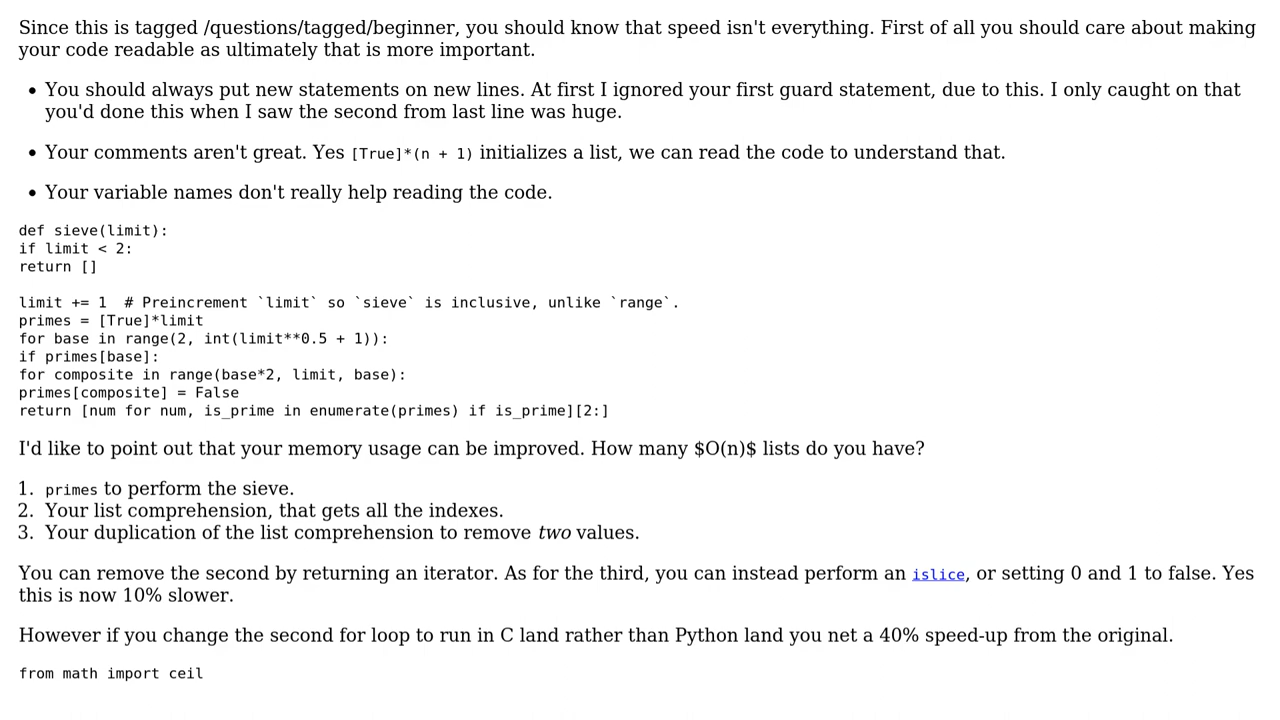 Since this is tagged /questions/tagged/beginner, you should know that speed isn't everything. First of all you should care about making
your code readable as ultimately that is more important.
• You should always put new statements on new lines. At first I ignored your first guard statement, due to this. I only caught on that
you'd done this when I saw the second from last line was huge.
• Your comments aren't great. Yes [True]*(n + 1) initializes a list, we can read the code to understand that.
• Your variable names don't really help reading the code.
def sieve(limit):
if limit < 2:
return []
limit += 1  # Preincrement `limit` so `sieve` is inclusive, unlike `range`.
primes = [True]*limit
for base in range(2, int(limit**0.5 + 1)):
if primes[base]:
for composite in range(base*2, limit, base):
primes[composite] = False
return [num for num, is_prime in enumerate(primes) if is_prime][2:]
I'd like to point out that your memory usage can be improved. How many $O(n)$ lists do you have?
1. primes to perform the sieve.
2. Your list comprehension, that gets all the indexes.
3. Your duplication of the list comprehension to remove two values.
You can remove the second by returning an iterator. As for the third, you can instead perform an islice, or setting 0 and 1 to false. Yes
this is now 10% slower.
However if you change the second for loop to run in C land rather than Python land you net a 40% speed-up from the original.
from math import ceil